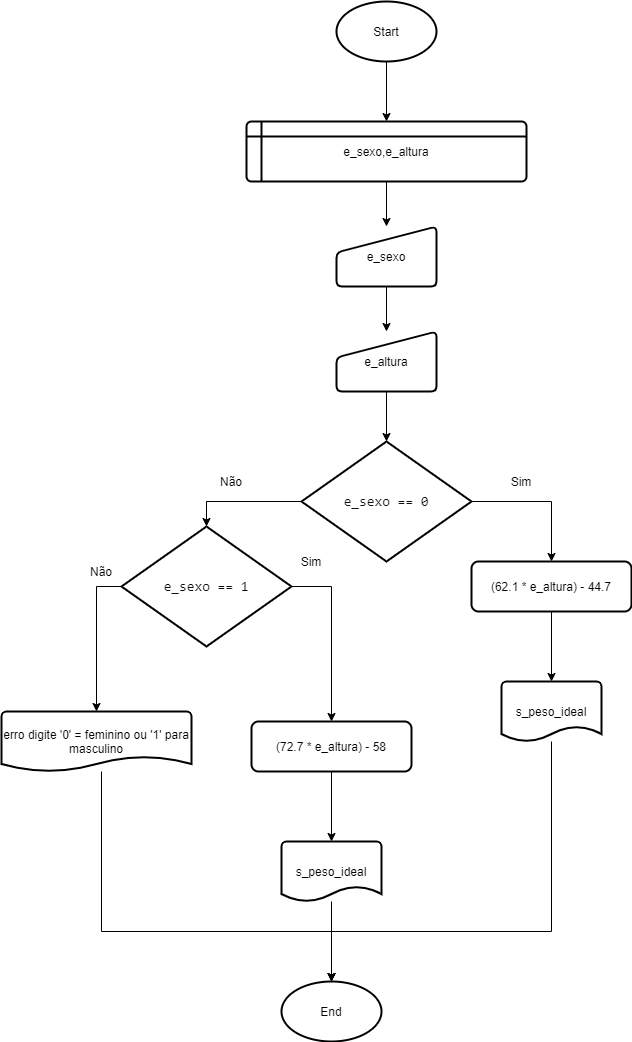 Start
e_sexo,e_altura
e_sexo
e_altura
e_sexo == 0
Não
Sim
e_sexo == 1
Não
Sim
(62.1 * e_altura) - 44.7
s_peso_ideal
erro digite '0' = feminino ou '1' para
masculino
(72.7 * e_altura) - 58
s_peso_ideal
End